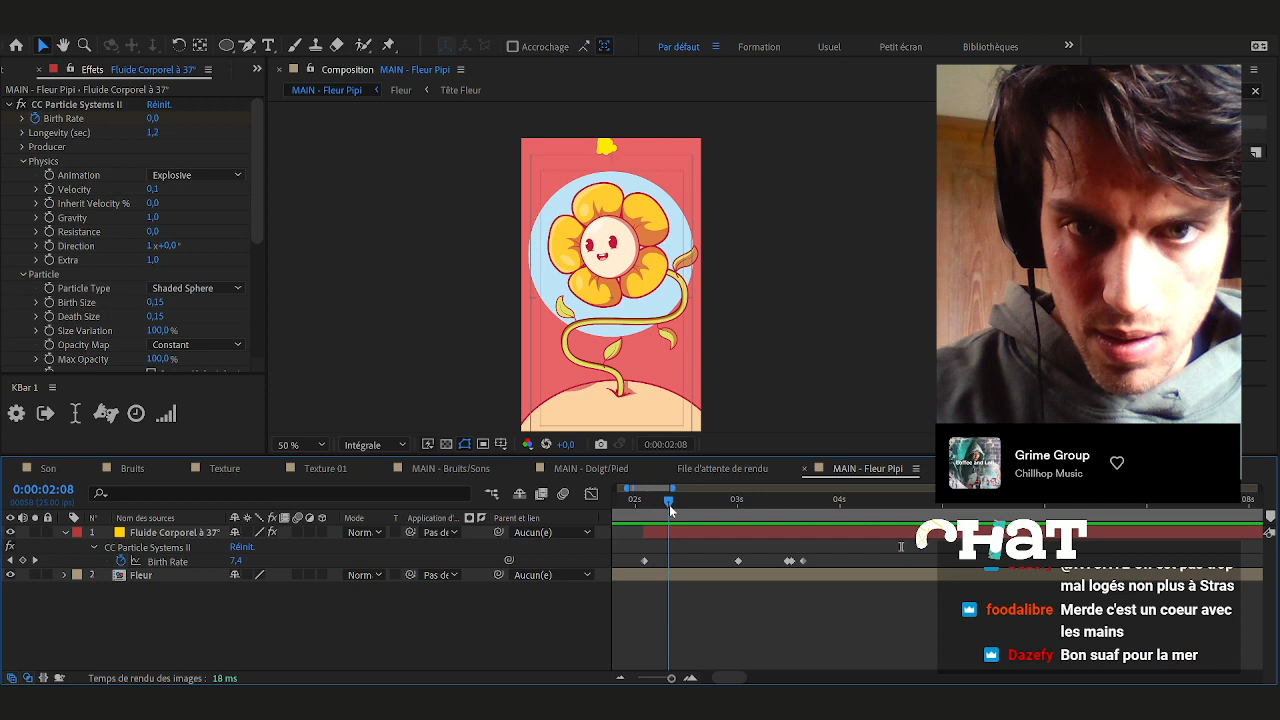 Accrochage
Par défaut
Formation
Usuel
Petit écran
Bibliothèques
Effets Fluide Corporel à 37°
Composition MAIN - Fleur Pipi
MAIN - Fleur Pipi • Fluide Corporel à 37°
MAIN - Fleur Pipi
Fleur
Tête Fleur
fx CC Particle Systems II Réinit.
Birth Rate 0,0
Longevity (sec) 1,2
Producer
Physics
Animation Explosive
Velocity 0,1
Inherit Velocity % 0,0
Gravity 1,0
Resistance 0,0
Direction 1x+0,0°
Extra 1,0
Particle
Particle Type Shaded Sphere
Birth Size 0,15
Death Size 0,15
Size Variation 100,0%
Opacity Map Constant
Max Opacity 100,0%
KBar 1
50 %
Intégrale
+0,0
0:00:02:08
Grime Group
Chillhop Music
Son
Bruits
Texture
Texture 01
MAIN - Bruits/Sons
MAIN - Doigt/Pied
File d'attente de rendu
MAIN - Fleur Pipi
0:00:02:08
00058 (25.00 fps)
02s 03s 04s 08s
N° Nom des sources Mode T Application d'... Parent et lien
1 Fluide Corporel à 37° fx Norm Pas de Aucun(e)
fx CC Particle Systems II Réinit.
Birth Rate 7,4
2 Fleur Norm Pas de Aucun(e)
Temps de rendu des images : 18 ms
CHAT
mal logés non plus à Stras
foodalibre Merde c'est un coeur avec
les mains
Dazefy Bon suaf pour la mer